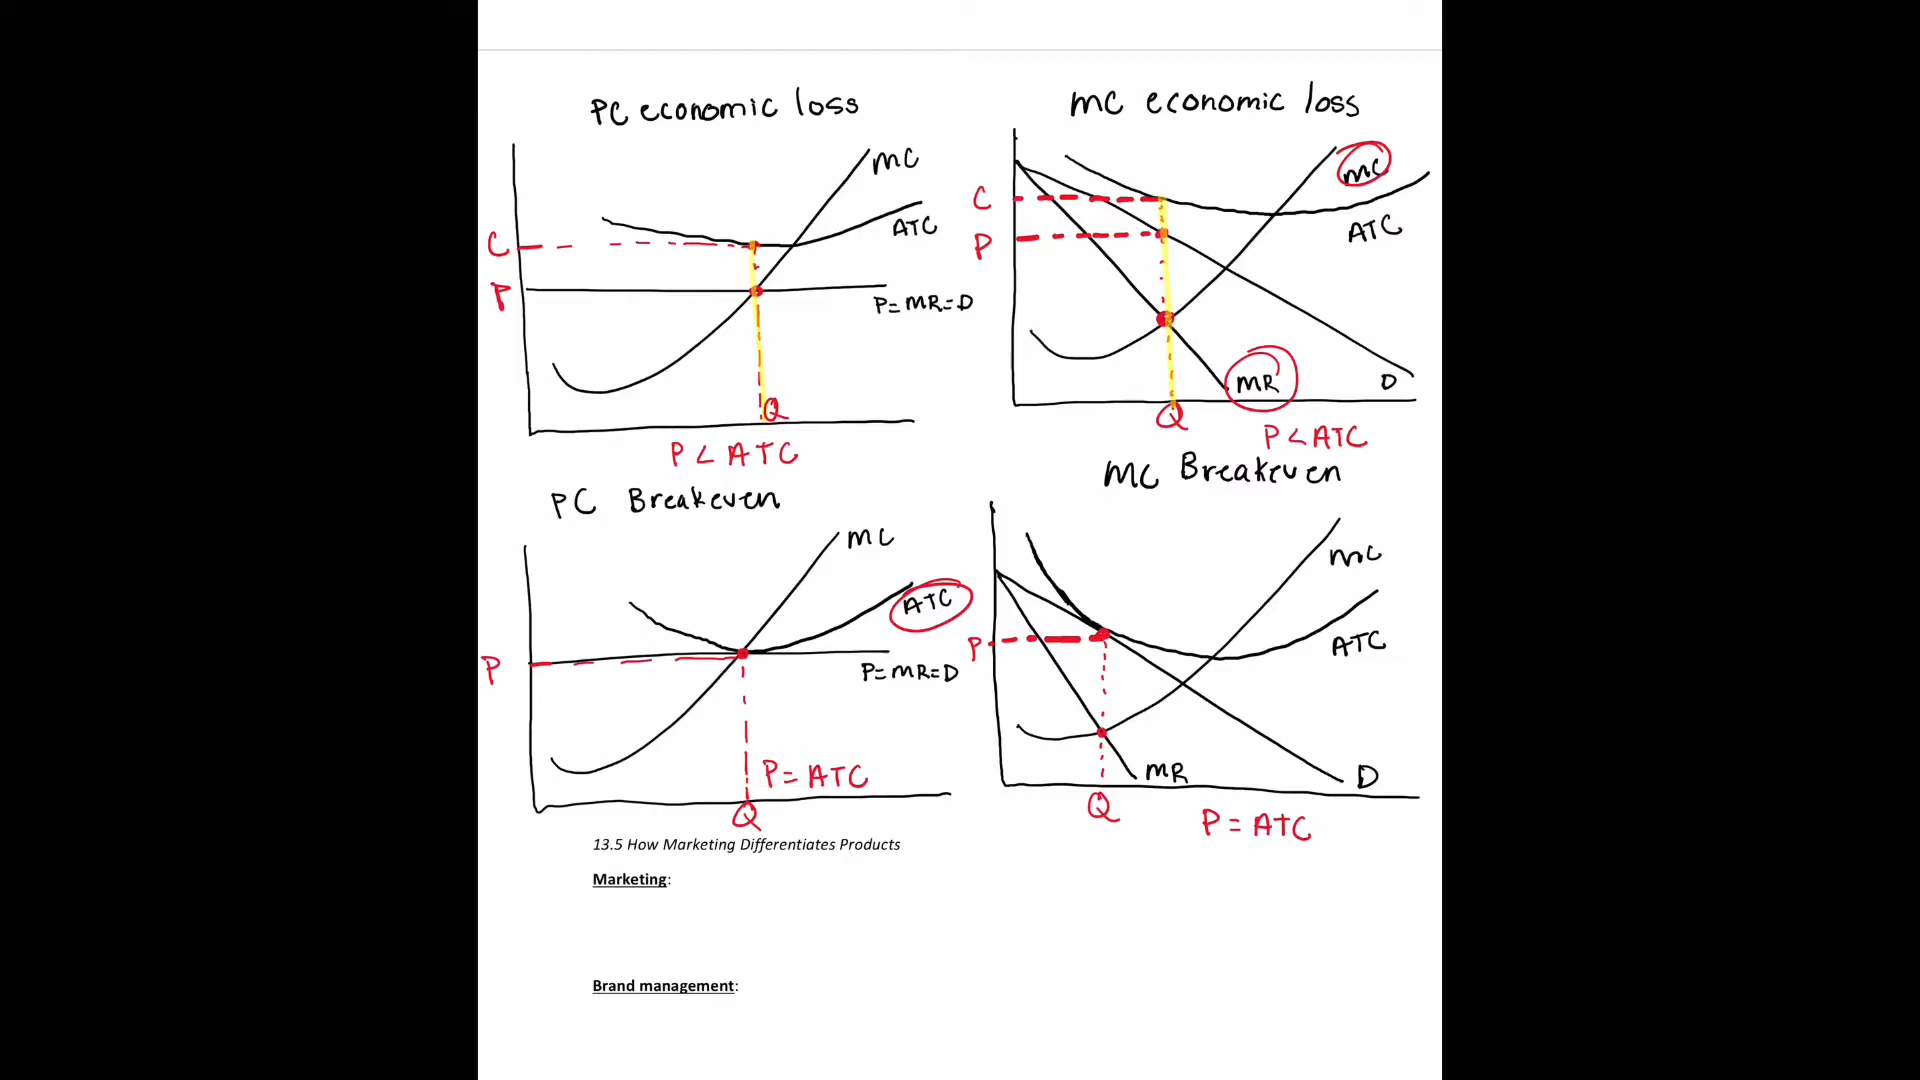 PC economic loss
MC
ATC
C
P
P=MR=D
Q
P < ATC
MC economic loss
MC
C
P
ATC
MR
D
Q
P < ATC
PC Breakeven
MC
ATC
P
P=MR=D
P = ATC
Q
MC Breakeven
MC
ATC
P
MR
D
Q
P = ATC
13.5 How Marketing Differentiates Products
Marketing:
Brand management: